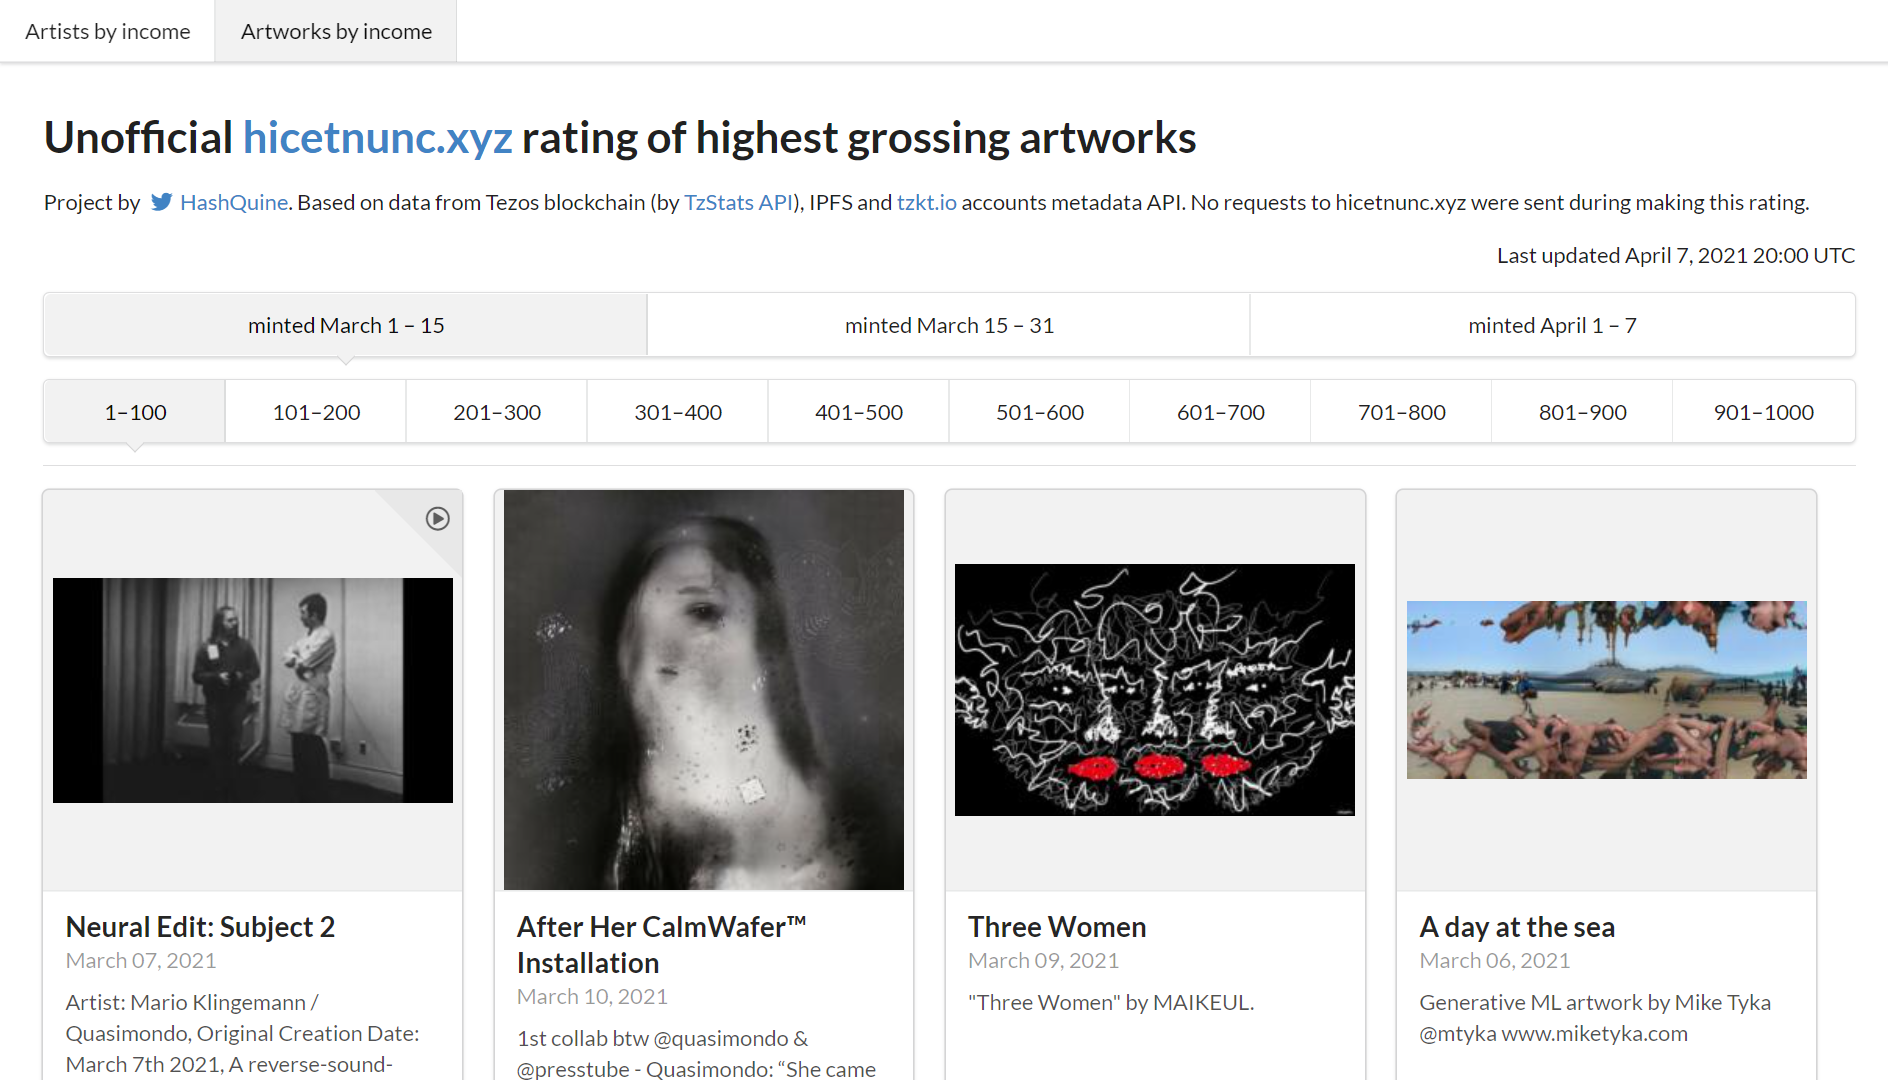 Artists by income
Artworks by income
Unofficial hicetnunc.xyz rating of highest grossing artworks
Project by HashQuine. Based on data from Tezos blockchain (by TzStats API), IPFS and tzkt.io accounts metadata API. No requests to hicetnunc.xyz were sent during making this rating.
Last updated April 7, 2021 20:00 UTC
minted March 1 – 15
minted March 15 – 31
minted April 1 – 7
1–100
101–200
201–300
301–400
401–500
501–600
601–700
701–800
801–900
901–1000
Neural Edit: Subject 2
March 07, 2021
Artist: Mario Klingemann /
Quasimondo, Original Creation Date:
March 7th 2021, A reverse-sound-
After Her CalmWafer™
Installation
March 10, 2021
1st collab btw @quasimondo &
@presstube - Quasimondo: “She came
Three Women
March 09, 2021
"Three Women" by MAIKEUL.
A day at the sea
March 06, 2021
Generative ML artwork by Mike Tyka
@mtyka www.miketyka.com